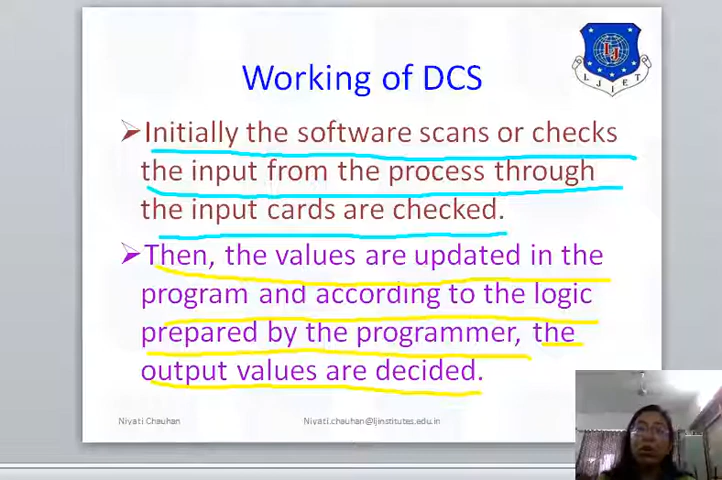 Working of DCS
LJIET
Initially the software scans or checks
the input from the process through
the input cards are checked.
Then, the values are updated in the
program and according to the logic
prepared by the programmer, the
output values are decided.
Niyati Chauhan
Niyati.chauhan@ljinstitutes.edu.in